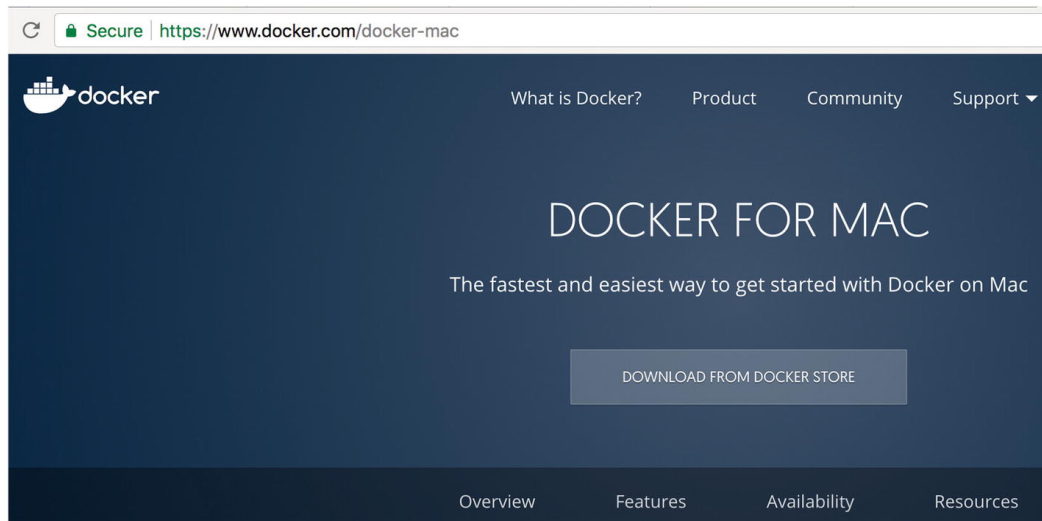 Secure https://www.docker.com/docker-mac
docker
What is Docker? Product Community Support
DOCKER FOR MAC
The fastest and easiest way to get started with Docker on Mac
DOWNLOAD FROM DOCKER STORE
Overview Features Availability Resources